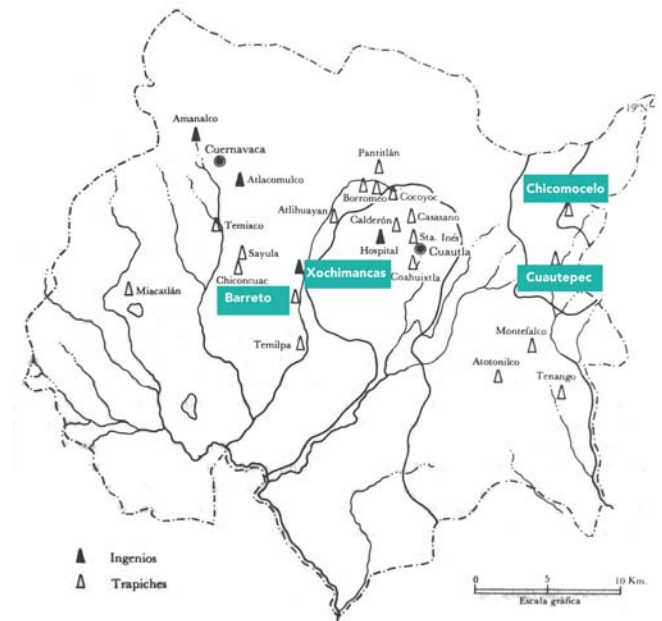 19°N
Amanalco
Cuernavaca
Atlacomulco
Pantitlán
Chicomocelo
Borromeo
Cocoyoc
Atlihuayan
Calderón
Casasano
Temixco
Sta. Inés
Hospital
Cuautla
Sayula
Xochimancas
Coahuixtla
Cuautepec
Chiconcuac
Miacatlán
Barreto
Montefalco
Temilpa
Atotonilco
Tenango
Ingenios
Trapiches
0 5 10 Km.
Escala gráfica